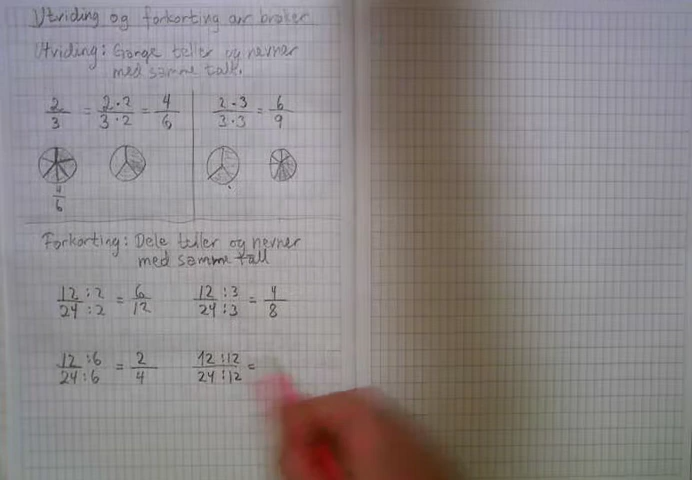 Utviding og forkorting av brøker
Utviding: Gange teller og nevner
med samme tall.
2/3 = 2·2/3·2 = 4/6
2·3/3·3 = 6/9
4/6
Forkorting: Dele teller og nevner
med samme tall
12:2/24:2 = 6/12
12:3/24:3 = 4/8
12:6/24:6 = 2/4
12:12/24:12 =